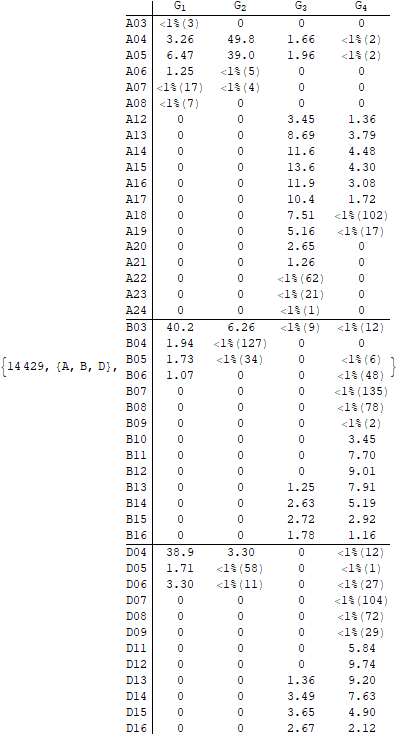 G1 G2 G3 G4
A03 <1%(3) 0 0 0
A04 3.26 49.8 1.66 <1%(2)
A05 6.47 39.0 1.96 <1%(2)
A06 1.25 <1%(5) 0 0
A07 <1%(17) <1%(4) 0 0
A08 <1%(7) 0 0 0
A12 0 0 3.45 1.36
A13 0 0 8.69 3.79
A14 0 0 11.6 4.48
A15 0 0 13.6 4.30
A16 0 0 11.9 3.08
A17 0 0 10.4 1.72
A18 0 0 7.51 <1%(102)
A19 0 0 5.16 <1%(17)
A20 0 0 2.65 0
A21 0 0 1.26 0
A22 0 0 <1%(62) 0
A23 0 0 <1%(21) 0
A24 0 0 <1%(1) 0
B03 40.2 6.26 <1%(9) <1%(12)
B04 1.94 <1%(127) 0 0
{14 429, {A, B, D}, B05 1.73 <1%(34) 0 <1%(6) }
B06 1.07 0 0 <1%(48)
B07 0 0 0 <1%(135)
B08 0 0 0 <1%(78)
B09 0 0 0 <1%(2)
B10 0 0 0 3.45
B11 0 0 0 7.70
B12 0 0 0 9.01
B13 0 0 1.25 7.91
B14 0 0 2.63 5.19
B15 0 0 2.72 2.92
B16 0 0 1.78 1.16
D04 38.9 3.30 0 <1%(12)
D05 1.71 <1%(58) 0 <1%(1)
D06 3.30 <1%(11) 0 <1%(27)
D07 0 0 0 <1%(104)
D08 0 0 0 <1%(72)
D09 0 0 0 <1%(29)
D11 0 0 0 5.84
D12 0 0 0 9.74
D13 0 0 1.36 9.20
D14 0 0 3.49 7.63
D15 0 0 3.65 4.90
D16 0 0 2.67 2.12